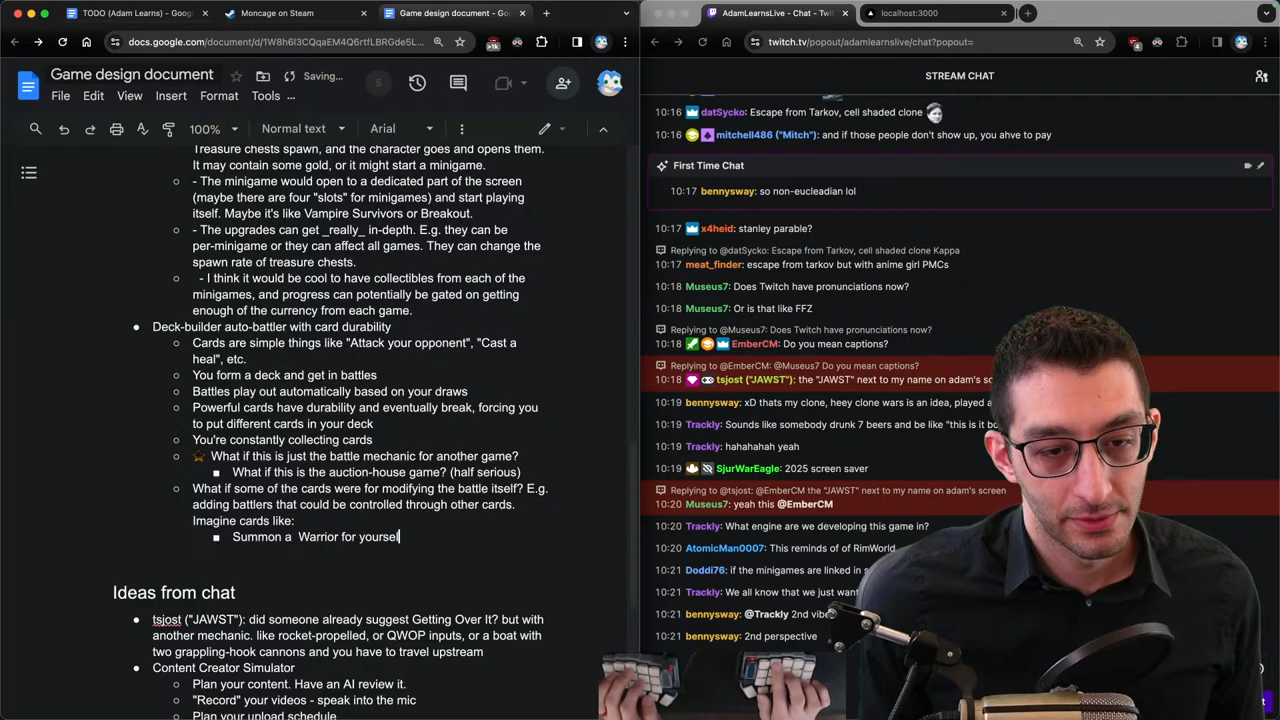 TODO (Adam Learns) - Goog
Moncage on Steam
Game design document - Goo
AdamLearnsLive - Chat - Twit
localhost:3000
docs.google.com/document/d/1W8h6I3CQqaEM4Q6rtfLBRGde5L...
twitch.tv/popout/adamlearnslive/chat?popout=
Game design document
Saving...
File Edit View Insert Format Tools ...
100%
Normal text
Arial
Treasure chests spawn, and the character goes and opens them.
It may contain some gold, or it might start a minigame.
- The minigame would open to a dedicated part of the screen
(maybe there are four "slots" for minigames) and start playing
itself. Maybe it's like Vampire Survivors or Breakout.
- The upgrades can get _really_ in-depth. E.g. they can be
per-minigame or they can affect all games. They can change the
spawn rate of treasure chests.
- I think it would be cool to have collectibles from each of the
minigames, and progress can potentially be gated on getting
enough of the currency from each game.
Deck-builder auto-battler with card durability
Cards are simple things like "Attack your opponent", "Cast a
heal", etc.
You form a deck and get in battles
Battles play out automatically based on your draws
Powerful cards have durability and eventually break, forcing you
to put different cards in your deck
You're constantly collecting cards
What if this is just the battle mechanic for another game?
What if this is the auction-house game? (half serious)
What if some of the cards were for modifying the battle itself? E.g.
adding battlers that could be controlled through other cards.
Imagine cards like:
Summon a  Warrior for yoursel
Ideas from chat
tsjost ("JAWST"): did someone already suggest Getting Over It? but with
another mechanic. like rocket-propelled, or QWOP inputs, or a boat with
two grappling-hook cannons and you have to travel upstream
Content Creator Simulator
Plan your content. Have an AI review it.
"Record" your videos - speak into the mic
Plan your upload schedule
STREAM CHAT
10:16 datSycko: Escape from Tarkov, cell shaded clone
10:16 mitchell486 ("Mitch"): and if those people don't show up, you ahve to pay
First Time Chat
10:17 bennysway: so non-eucleadian lol
10:17 x4heid: stanley parable?
Replying to @datSycko: Escape from Tarkov, cell shaded clone Kappa
10:17 meat_finder: escape from tarkov but with anime girl PMCs
10:18 Museus7: Does Twitch have pronunciations now?
10:18 Museus7: Or is that like FFZ
Replying to @Museus7: Does Twitch have pronunciations now?
10:18 EmberCM: Do you mean captions?
Replying to @EmberCM: @Museus7 Do you mean captions?
10:18 tsjost ("JAWST"): the "JAWST" next to my name on adam's sc
10:19 bennysway: xD thats my clone, heey clone wars is an idea, played a
10:19 Trackly: Sounds like somebody drunk 7 beers and be like "this is it bo
10:19 Trackly: hahahahah yeah
10:19 SjurWarEagle: 2025 screen saver
Replying to @tsjost: @EmberCM the "JAWST" next to my name on adam's screen
10:20 Museus7: yeah this @EmberCM
10:20 Trackly: What engine are we developing this game in?
10:20 AtomicMan0007: This reminds of of RimWorld
10:21 Doddi76: if the minigames are linked in s
10:21 Trackly: We all know that we just want
10:21 bennysway: @Trackly 2nd vibe
10:21 bennysway: 2nd perspective